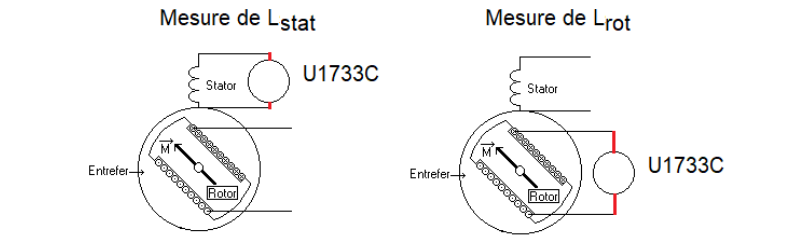 Mesure de Lstat
Mesure de Lrot
Stator
U1733C
M
Entrefer
Rotor
Stator
U1733C
M
Entrefer
Rotor